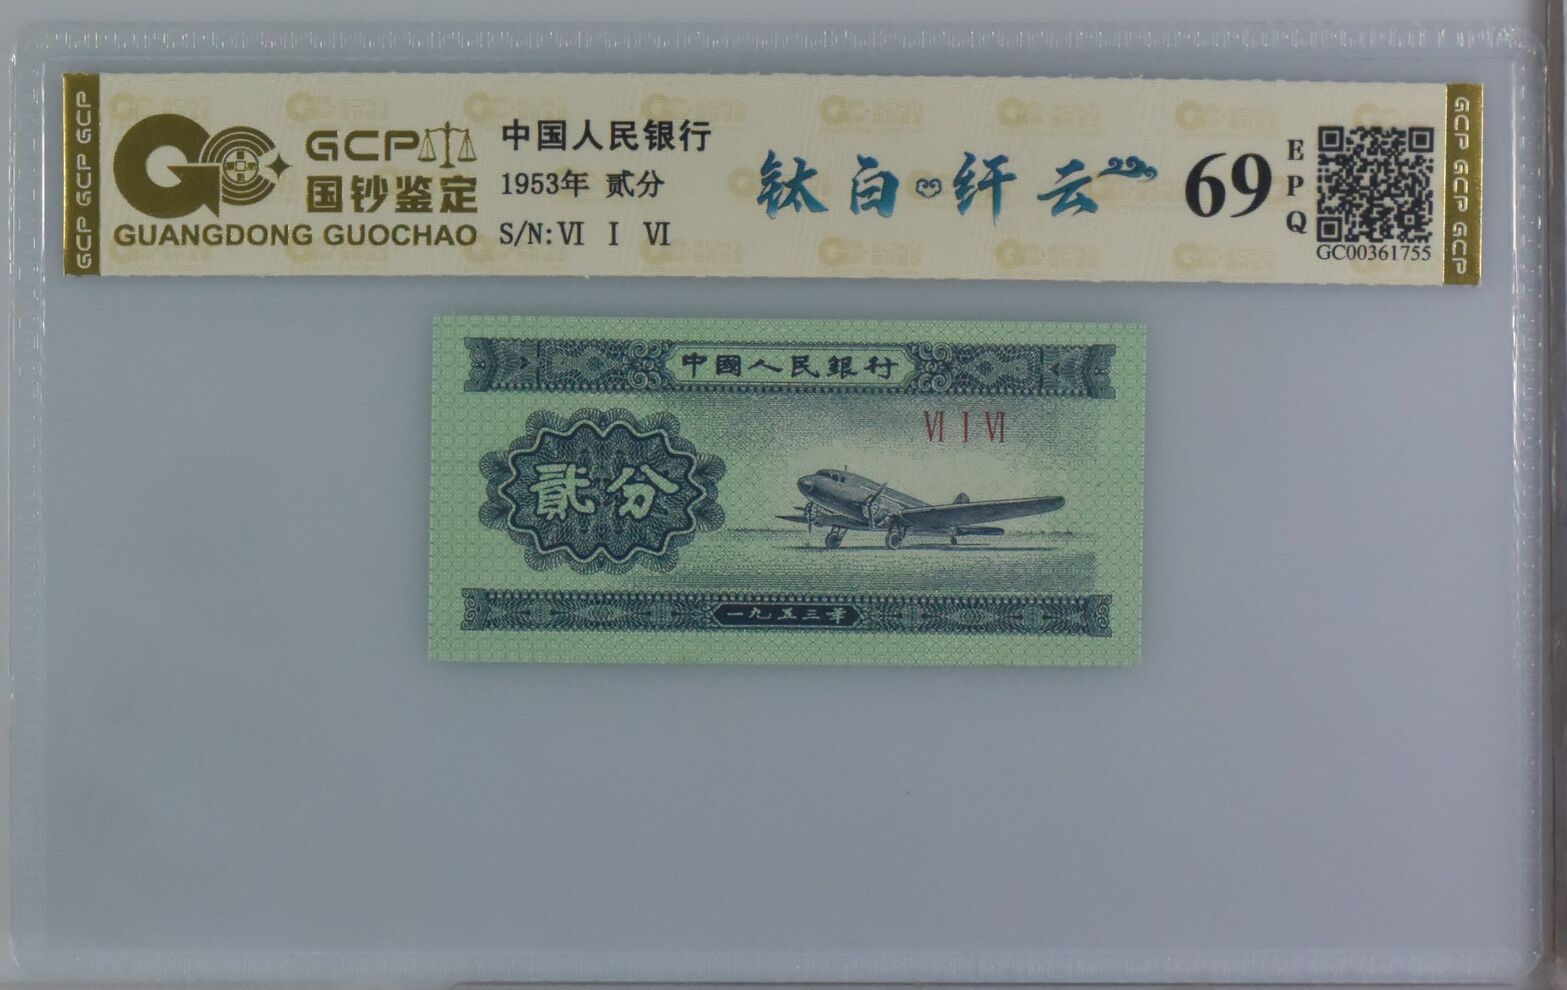 GCP GCP GCP
GCP
国钞鉴定
GUANGDONG GUOCHAO
中国人民银行
1953年 贰分
S/N: Ⅵ Ⅰ Ⅵ
钛白 纤云
69
EPQ
GC00361755
GCP GCP GCP
中國人民銀行
Ⅵ Ⅰ Ⅵ
貳分
一九五三年